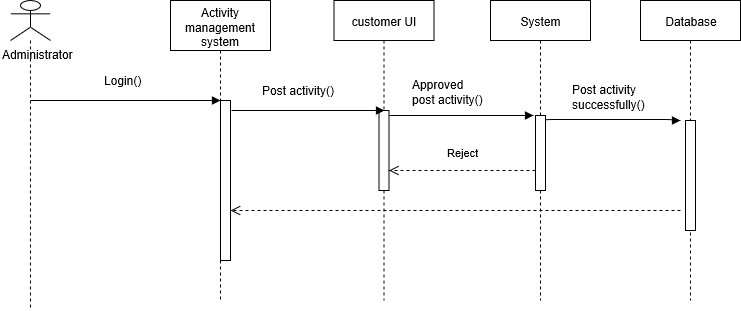 Administrator
Activity
management
system
customer UI
System
Database
Login()
Post activity()
Approved
post activity()
Post activity
successfully()
Reject